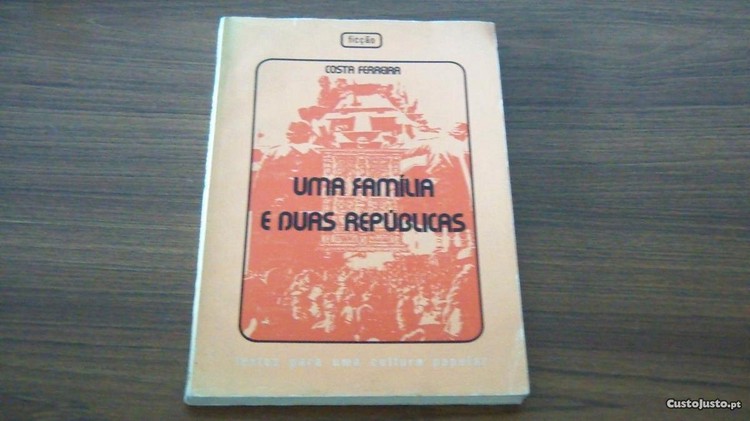 ficção
COSTA FERREIRA
UMA FAMÍLIA
E DUAS REPÚBLICAS
textos para uma cultura popular
CustoJusto.pt